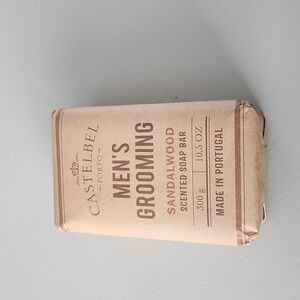 CASTELBEL
PORTO
MEN'S
GROOMING
SANDALWOOD
SCENTED SOAP BAR
300 g | 10.5 OZ
MADE IN PORTUGAL